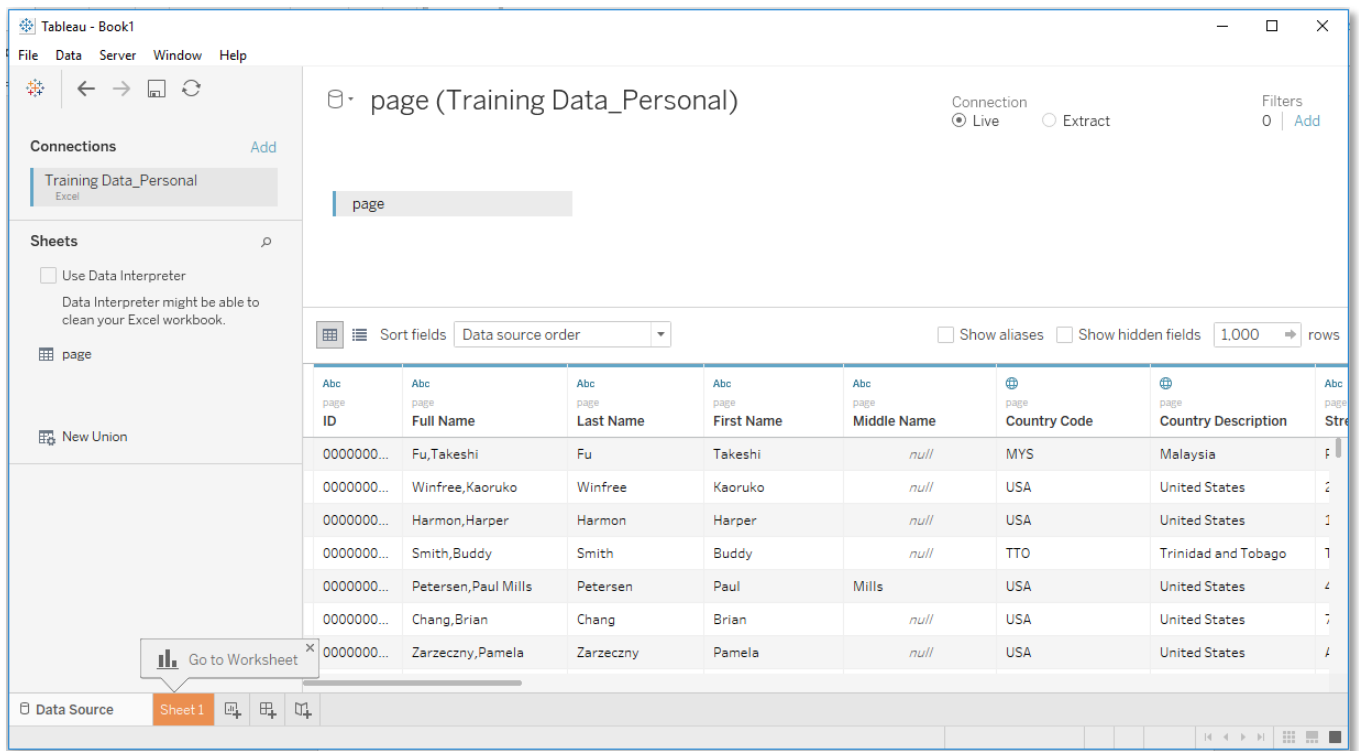 Tableau - Book1
File Data Server Window Help
page (Training Data_Personal)
Connection
Live Extract
Filters
0 Add
Connections Add
Training Data_Personal
Excel
page
Sheets
Use Data Interpreter
Data Interpreter might be able to
clean your Excel workbook.
page
New Union
Sort fields Data source order Show aliases Show hidden fields 1,000 rows
Abc Abc Abc Abc Abc Abc
page page page page page page page page
ID Full Name Last Name First Name Middle Name Country Code Country Description Stre
0000000... Fu,Takeshi Fu Takeshi null MYS Malaysia
0000000... Winfree,Kaoruko Winfree Kaoruko null USA United States 2
0000000... Harmon,Harper Harmon Harper null USA United States 1
0000000... Smith,Buddy Smith Buddy null TTO Trinidad and Tobago
0000000... Petersen,Paul Mills Petersen Paul Mills USA United States 4
0000000... Chang,Brian Chang Brian null USA United States 7
0000000... Zarzeczny,Pamela Zarzeczny Pamela null USA United States
Go to Worksheet
Data Source Sheet 1